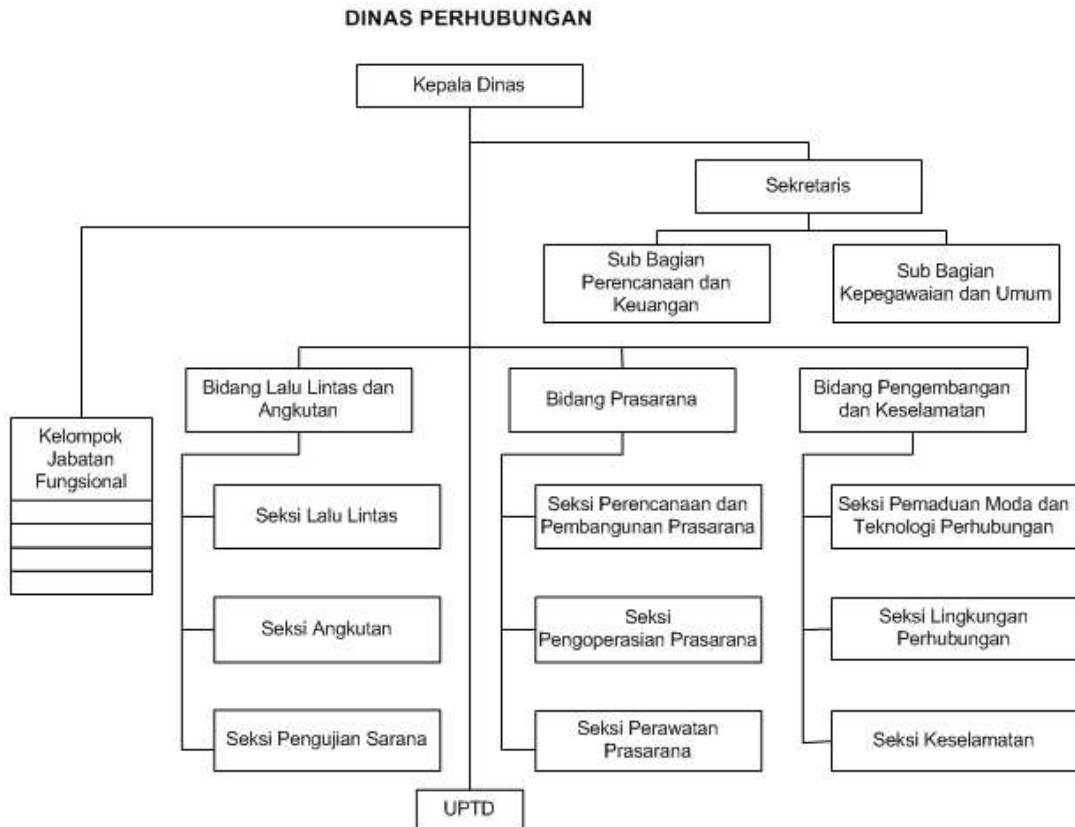 DINAS PERHUBUNGAN
Kepala Dinas
Sekretaris
Sub Bagian
Perencanaan dan
Keuangan
Sub Bagian
Kepegawaian dan Umum
Bidang Lalu Lintas dan
Angkutan
Bidang Prasarana
Bidang Pengembangan
dan Keselamatan
Kelompok
Jabatan
Fungsional
Seksi Lalu Lintas
Seksi Perencanaan dan
Pembangunan Prasarana
Seksi Pemaduan Moda dan
Teknologi Perhubungan
Seksi Angkutan
Seksi
Pengoperasian Prasarana
Seksi Lingkungan
Perhubungan
Seksi Pengujian Sarana
Seksi Perawatan
Prasarana
Seksi Keselamatan
UPTD